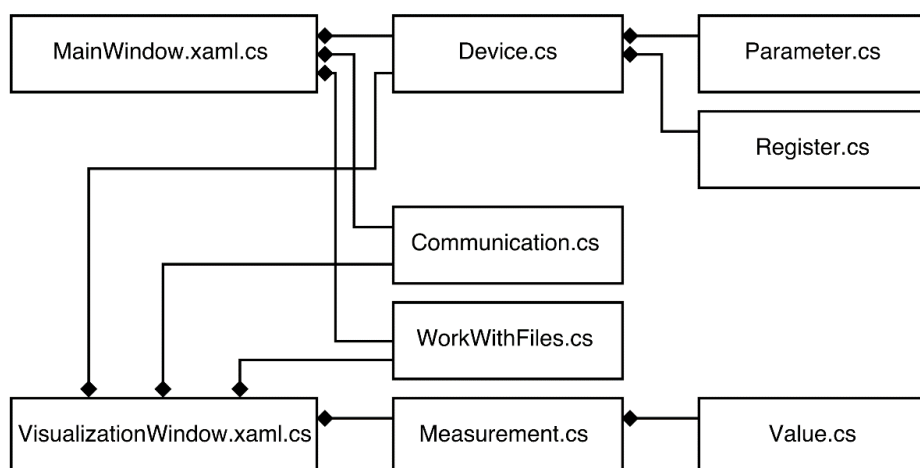 MainWindow.xaml.cs
Device.cs
Parameter.cs
Register.cs
Communication.cs
WorkWithFiles.cs
VisualizationWindow.xaml.cs
Measurement.cs
Value.cs